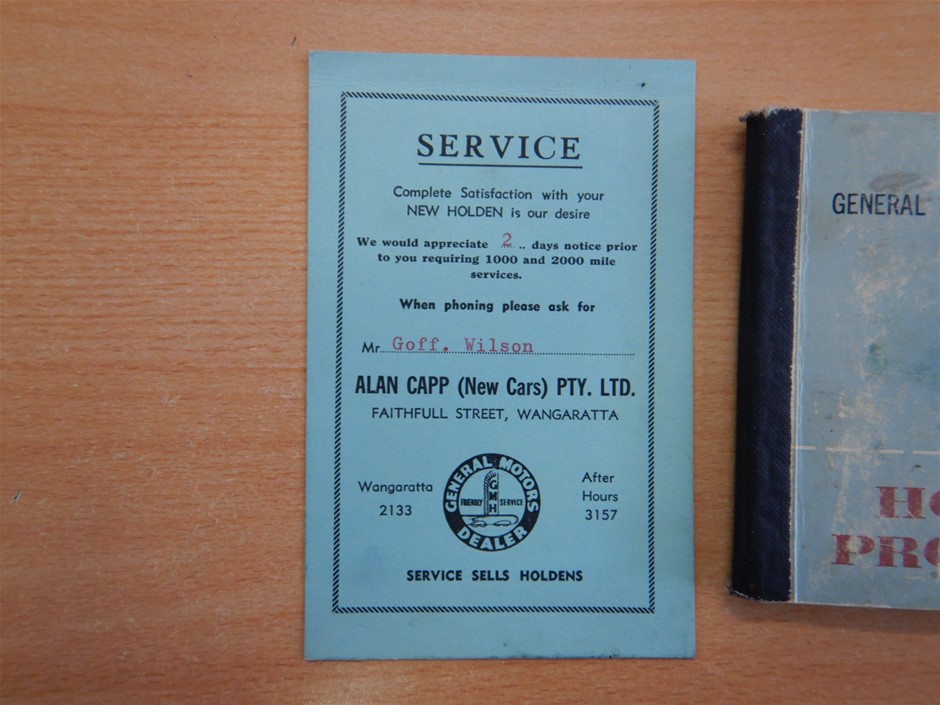 SERVICE
Complete Satisfaction with your
NEW HOLDEN is our desire
We would appreciate 2 .. days notice prior
to you requiring 1000 and 2000 mile
services.
When phoning please ask for
Mr. Goff. Wilson
ALAN CAPP (New Cars) PTY. LTD.
FAITHFULL STREET, WANGARATTA
Wangaratta
2133
GENERAL MOTORS
GMH
FRIENDLY SERVICE
DEALER
After
Hours
3157
SERVICE SELLS HOLDENS
GENERAL
HO
PRO